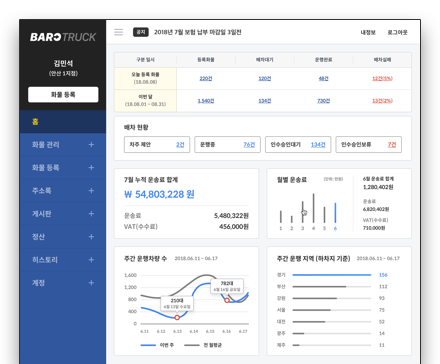 BAROTRUCK
공지 2018년 7월 보험 납부 마감일 3일전
내정보 로그아웃
김민석
(안산 1지점)
화물 등록
홈
화물 관리
화물 등록
주소록
게시판
정산
히스토리
계정
구분 일시 등록화물 배차대기 운행완료 배차실패
오늘 등록 화물
(18.08.08)
220건 120건 48건 12건(5%)
이번 달
(18.08.01 ~ 08.31)
1,540건 134건 730건 15건(2%)
배차 현황
차주 제안 2건
운행중 76건
인수승인대기 134건
인수승인보류 7건
7월 누적 운송료 합계
₩ 54,803,228 원
운송료 5,480,322원
VAT(수수료) 456,000원
월별 운송료
(단위: 만원)
1 2 3 4 5 6
6월 운송료 합계
1,280,402원
운송료
6,820,402원
VAT(수수료)
710,000원
주간 운행차량 수 2018.06.11 ~ 06.17
1,600
1,200
800
400
0
210대
6월 13일 수요일
782대
6월 16일 금요일
6.11 6.12 6.13 6.14 6.15 6.16 6.17
이번 주 전 월평균
주간 운행 지역 (하차지 기준) 2018.06.11 ~ 06.17
경기 156
부산 112
강원 93
서울 75
대전 52
광주 14
제주 11